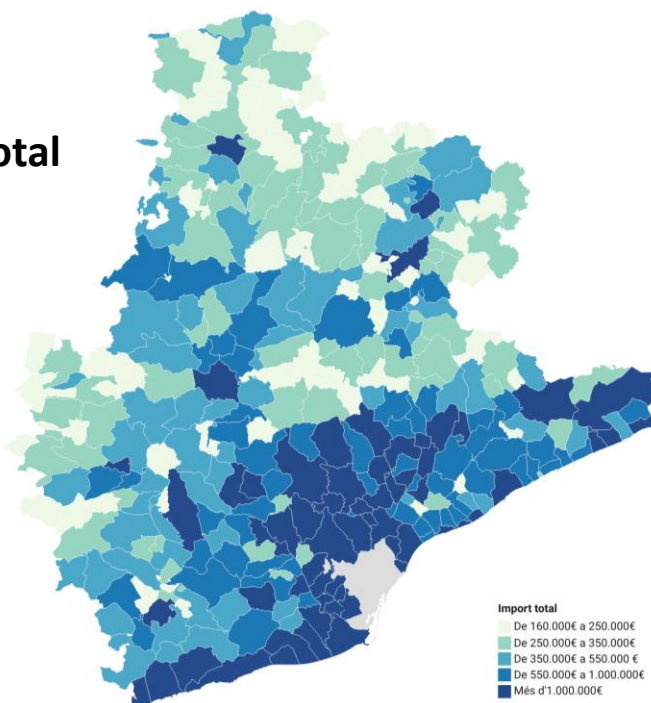 otal
Import total
De 160.000€ a 250.000€
De 250.000€ a 350.000€
De 350.000€ a 550.000 €
De 550.000€ a 1.000.000€
Més d'1.000.000€